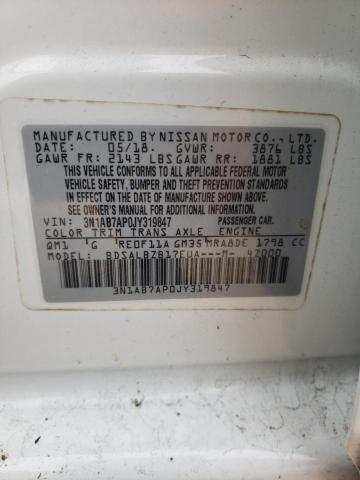 MANUFACTURED BY NISSAN MOTOR CO., LTD.
DATE: 05/18 GVWR: 3876 LBS
GAWR FR: 2143 LBS GAWR RR: 1881 LBS
THIS VEHICLE CONFORMS TO ALL APPLICABLE FEDERAL MOTOR
VEHICLE SAFETY, BUMPER AND THEFT PREVENTION STANDARDS
IN EFFECT ON THE DATE OF MANUFACTURE SHOWN ABOVE.
SEE OWNER'S MANUAL FOR ADDITIONAL INFORMATION.
VIN: 3N1AB7AP0JY319847 PASSENGER CAR.
COLOR TRIM TRANS AXLE ENGINE
QM1 G RE0F11A GM35 MRA8DE 1798 CC
MODEL: BDSALBZB17EUA---M- 47000
3N1AB7AP0JY319847